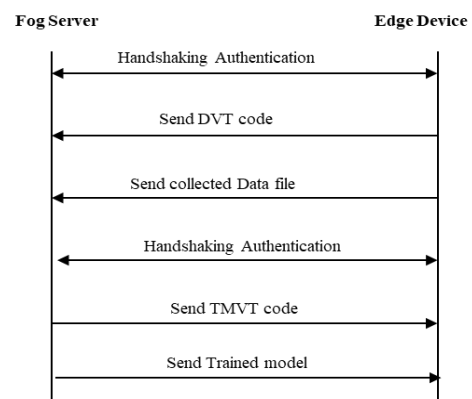 Fog Server Edge Device
Handshaking Authentication
Send DVT code
Send collected Data file
Handshaking Authentication
Send TMVT code
Send Trained model